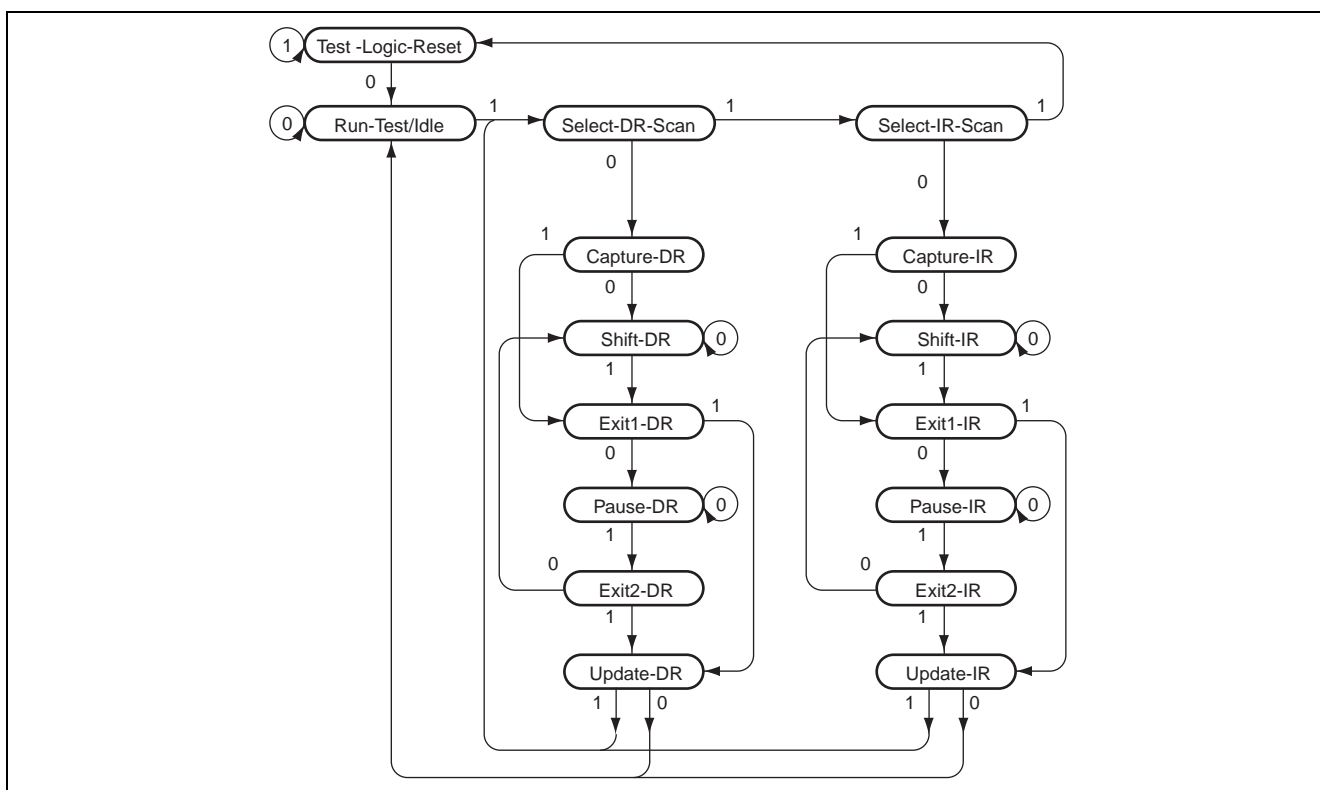 1 Test -Logic-Reset
0
0 Run-Test/Idle 1 Select-DR-Scan 1 Select-IR-Scan 1
0 0
1 1
Capture-DR Capture-IR
0 0
Shift-DR 0 Shift-IR 0
1 1
Exit1-DR 1 Exit1-IR 1
0 0
Pause-DR 0 Pause-IR 0
1 1
0 Exit2-DR 0 Exit2-IR
1 1
Update-DR Update-IR
1 0 1 0